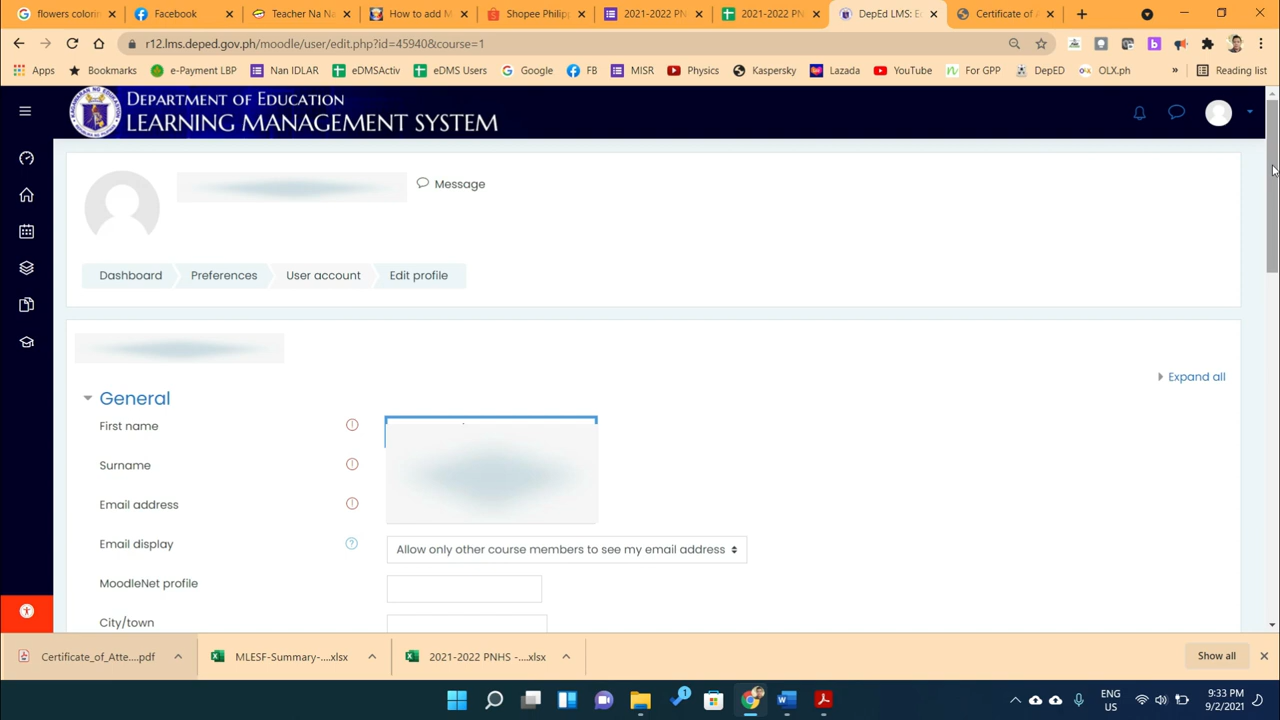 flowers colorin
Facebook
Teacher Na Na
How to add M
Shopee Philipp
2021-2022 PN
2021-2022 PN
DepEd LMS: E
Certificate of A
r12.lms.deped.gov.ph/moodle/user/edit.php?id=45940&course=1
Apps
Bookmarks
e-Payment LBP
Nan IDLAR
eDMSActiv
eDMS Users
Google
FB
MISR
Physics
Kaspersky
Lazada
YouTube
For GPP
DepED
OLX.ph
»
Reading list
DEPARTMENT OF EDUCATION
LEARNING MANAGEMENT SYSTEM
Message
Dashboard
Preferences
User account
Edit profile
Expand all
General
First name
Surname
Email address
Email display
Allow only other course members to see my email address
MoodleNet profile
City/town
Certificate_of_Atte....pdf
MLESF-Summary-....xlsx
2021-2022 PNHS -....xlsx
Show all
1
ENG
US
9:33 PM
9/2/2021